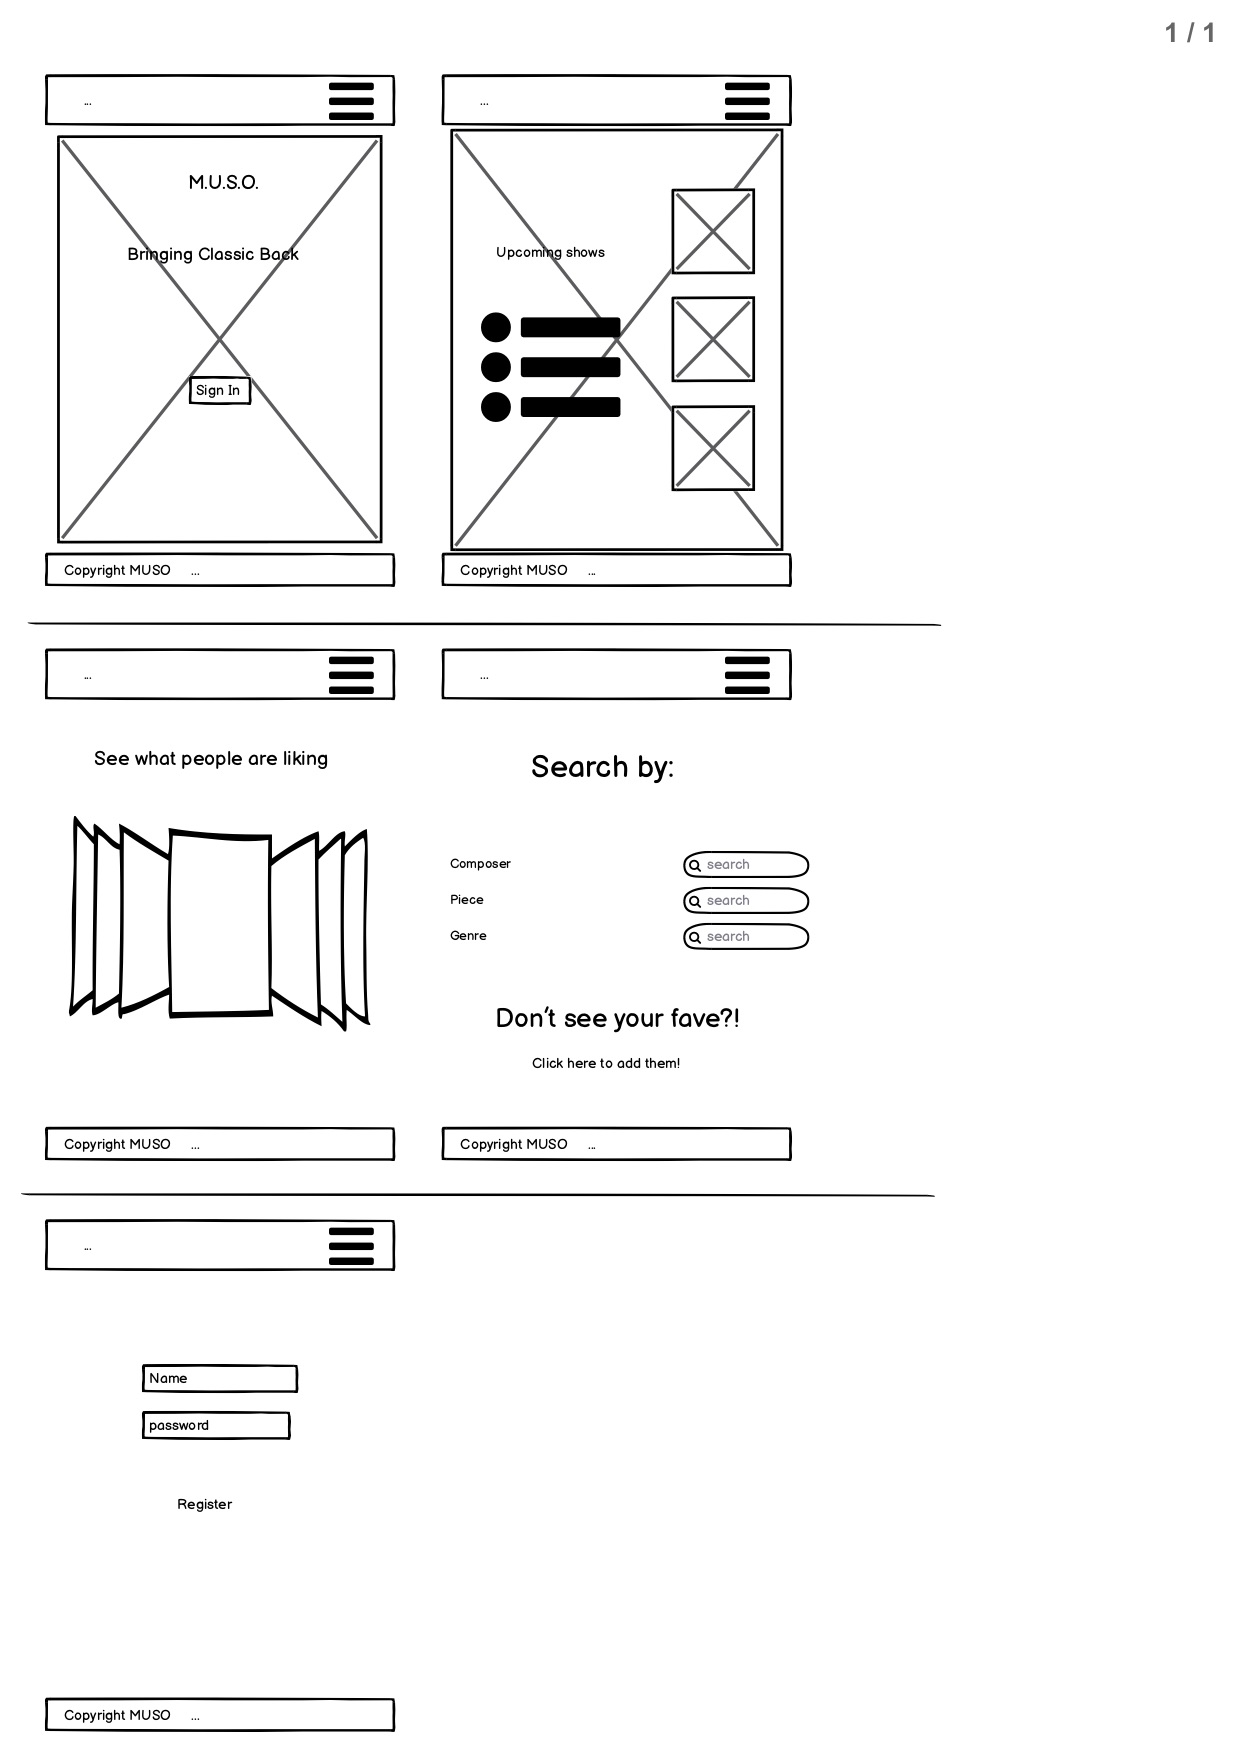 1 / 1
...
M.U.S.O.
Bringing Classic Back
Sign In
Copyright MUSO ...
...
Upcoming shows
Copyright MUSO ...
...
See what people are liking
Copyright MUSO ...
...
Search by:
Composer search
Piece search
Genre search
Don't see your fave?!
Click here to add them!
Copyright MUSO ...
...
Name
password
Register
Copyright MUSO ...